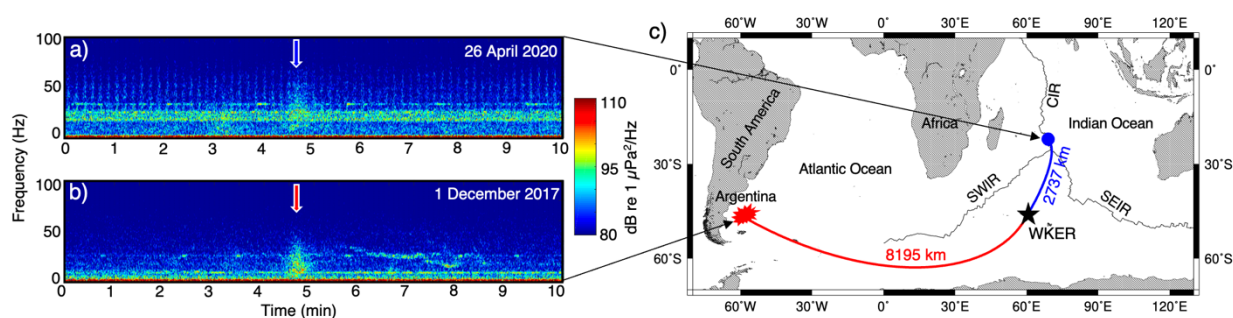 a)
26 April 2020
100
50
0
0 1 2 3 4 5 6 7 8 9 10
b)
1 December 2017
100
50
0
0 1 2 3 4 5 6 7 8 9 10
Time (min)
Frequency (Hz)
110
95
80
dB re 1 µPa²/Hz
c)
60°W 30°W 0° 30°E 60°E 90°E 120°E
0°
30°S
60°S
South America
Africa
Indian Ocean
Atlantic Ocean
Argentina
CIR
SWIR
SEIR
WKER
2737 km
8195 km
60°W 30°W 0° 30°E 60°E 90°E 120°E